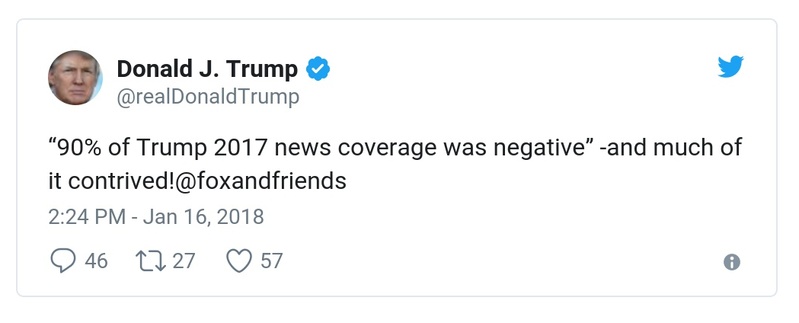 Donald J. Trump
@realDonaldTrump
“90% of Trump 2017 news coverage was negative” -and much of
it contrived!@foxandfriends
2:24 PM - Jan 16, 2018
46 27 57